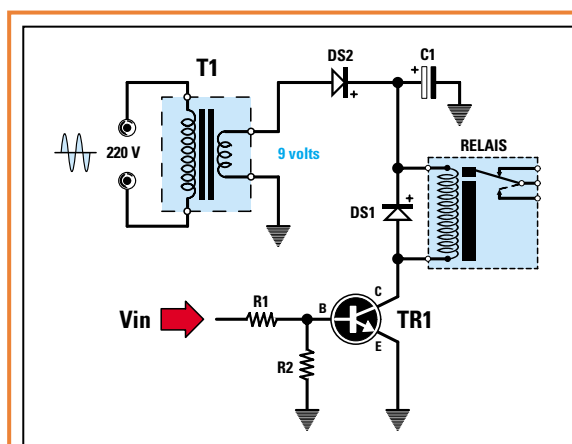 T1
DS2
C1
+
+
220 V
9 volts
RELAIS
+
DS1
+
Vin
R1
B
C
TR1
E
R2